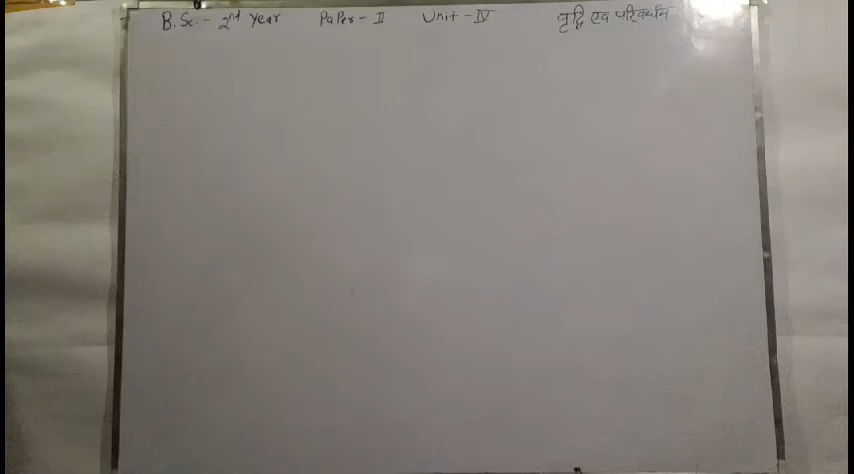 B.Sc.- 2nd Year PaPer - II Unit - IV वृद्धि एव परिवर्धन